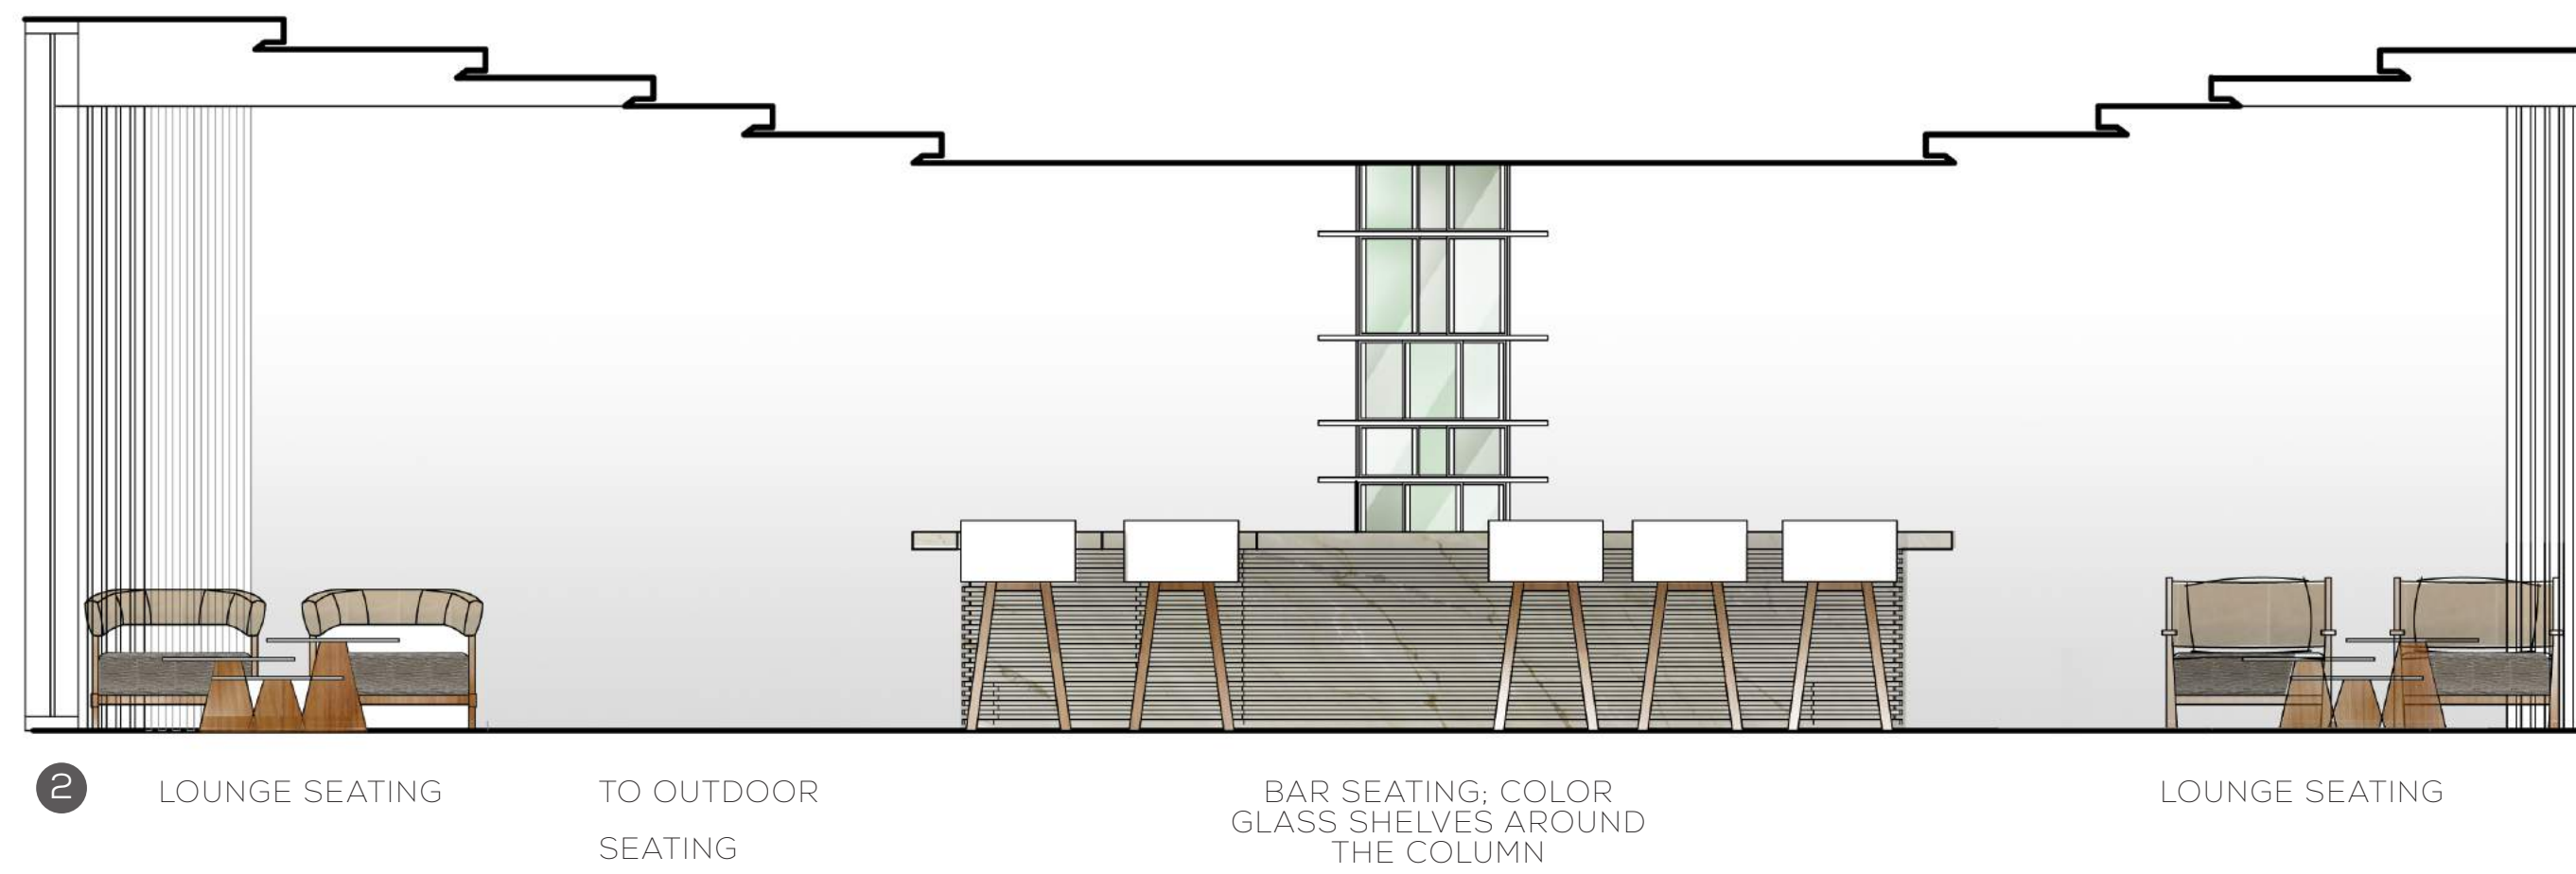 2
LOUNGE SEATING
TO OUTDOOR
SEATING
BAR SEATING; COLOR
GLASS SHELVES AROUND
THE COLUMN
LOUNGE SEATING